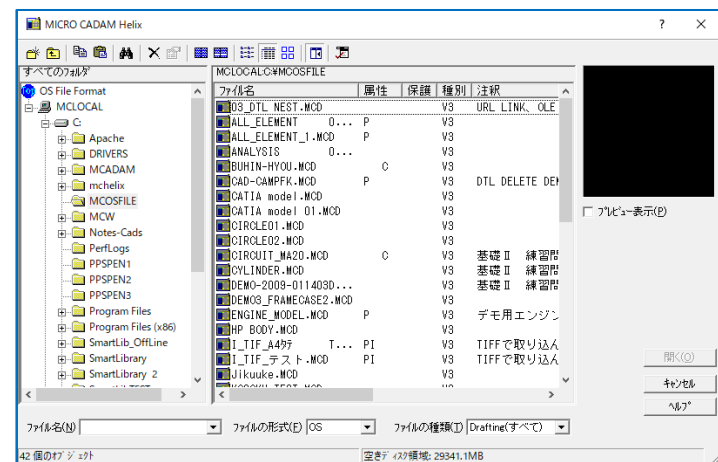 MICRO CADAM Helix
すべてのフォルダ
MCLOCALC:¥MCOSFILE
OS File Format
MCLOCAL
C:
Apache
DRIVERS
MCADAM
mchelix
MCOSFILE
MCW
Notes-Cads
PerfLogs
PPSPEN1
PPSPEN2
PPSPEN3
Program Files
Program Files (x86)
SmartLib_OffLine
SmartLibrary
SmartLibrary 2
ファイル名 属性 保護 種別 注釈
03_DTL NEST.MCD V3 URL LINK、OLE
ALL_ELEMENT 0... P V3
ALL_ELEMENT_1.MCD P V3
ANALYSIS 0... V3
BUHIN-HYOU.MCD C V3
CAD-CAMPFK.MCD P V3 DTL DELETE DEM
CATIA model.MCD V3
CATIA model 01.MCD V3
CIRCLE01.MCD V3
CIRCLE02.MCD V3
CIRCUIT_MA20.MCD C V3 基礎Ⅱ 練習問
CYLINDER.MCD V3 基礎Ⅱ 練習問
DEMO-2009-011403D... V3 基礎Ⅱ 練習問
DEMO3_FRAMECASE2.MCD V3
ENGINE_MODEL.MCD P V3 デモ用エンジン
HP BODY.MCD V3
I_TIF_A4タテ T... PI V3 TIFFで取り込ん
I_TIF_テスト.MCD PI V3 TIFFで取り込ん
Jikuuke.MCD V3
プレビュー表示(P)
開く(O)
キャンセル
ヘルプ
ファイル名(N) ファイルの形式(F) OS ファイルの種類(T) Drafting(すべて)
42 個のオブジェクト 空きディスク領域: 29341.1MB